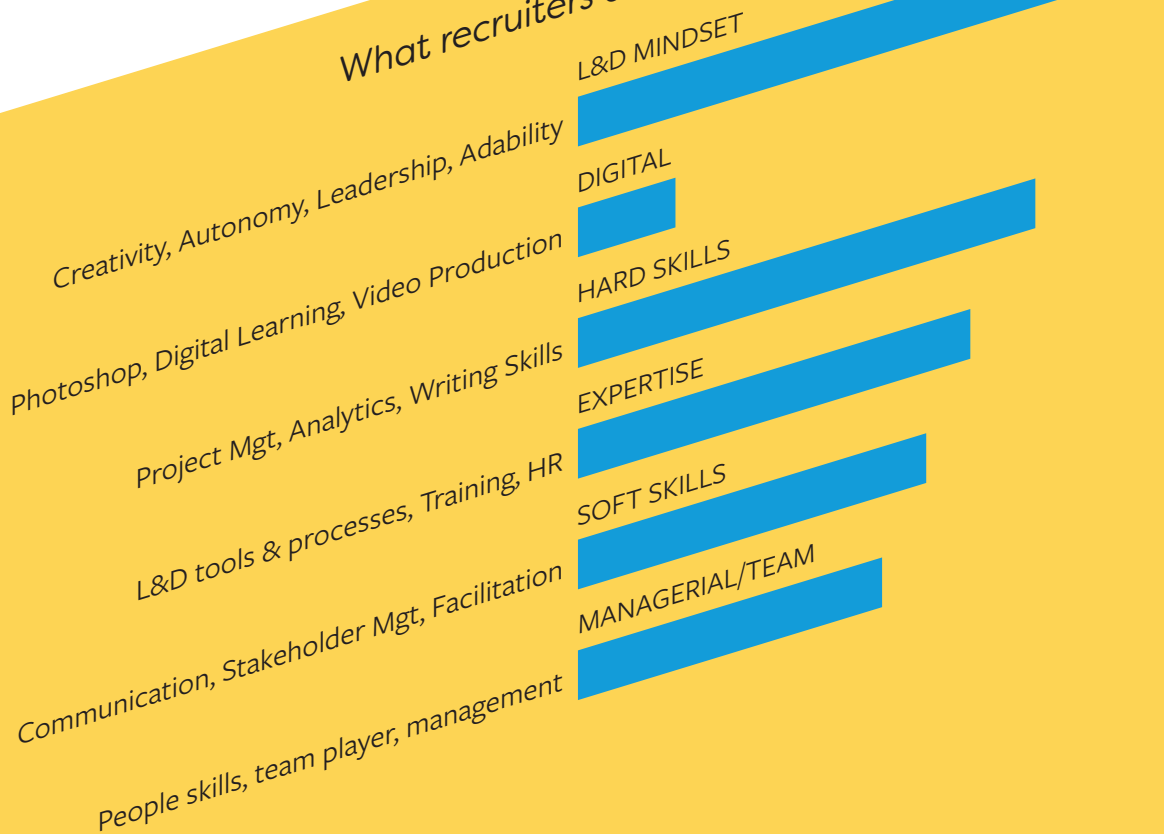 What recruiters
L&D MINDSET
Creativity, Autonomy, Leadership, Adability
DIGITAL
Photoshop, Digital Learning, Video Production
HARD SKILLS
Project Mgt, Analytics, Writing Skills
EXPERTISE
L&D tools & processes, Training, HR
SOFT SKILLS
Communication, Stakeholder Mgt, Facilitation
MANAGERIAL/TEAM
People skills, team player, management